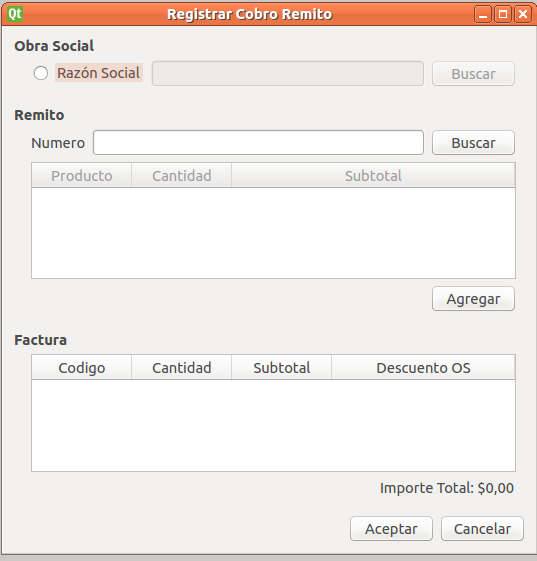 Qt Registrar Cobro Remito
Obra Social
Razón Social Buscar
Remito
Numero Buscar
Producto Cantidad Subtotal
Agregar
Factura
Codigo Cantidad Subtotal Descuento OS
Importe Total: $0,00
Aceptar Cancelar